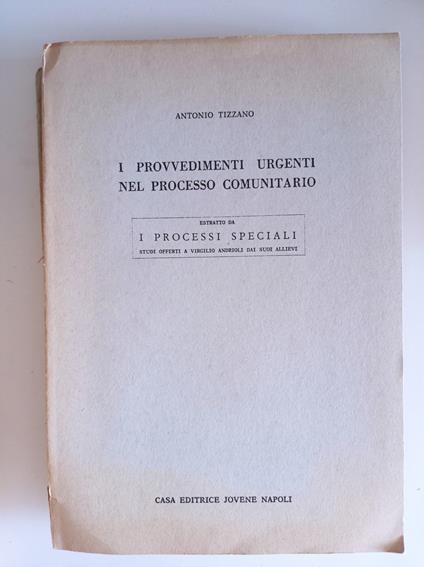 ANTONIO TIZZANO
I PROVVEDIMENTI URGENTI
NEL PROCESSO COMUNITARIO
ESTRATTO DA
I PROCESSI SPECIALI
STUDI OFFERTI A VIRGILIO ANDRIOLI DAI SUOI ALLIEVI
CASA EDITRICE JOVENE NAPOLI